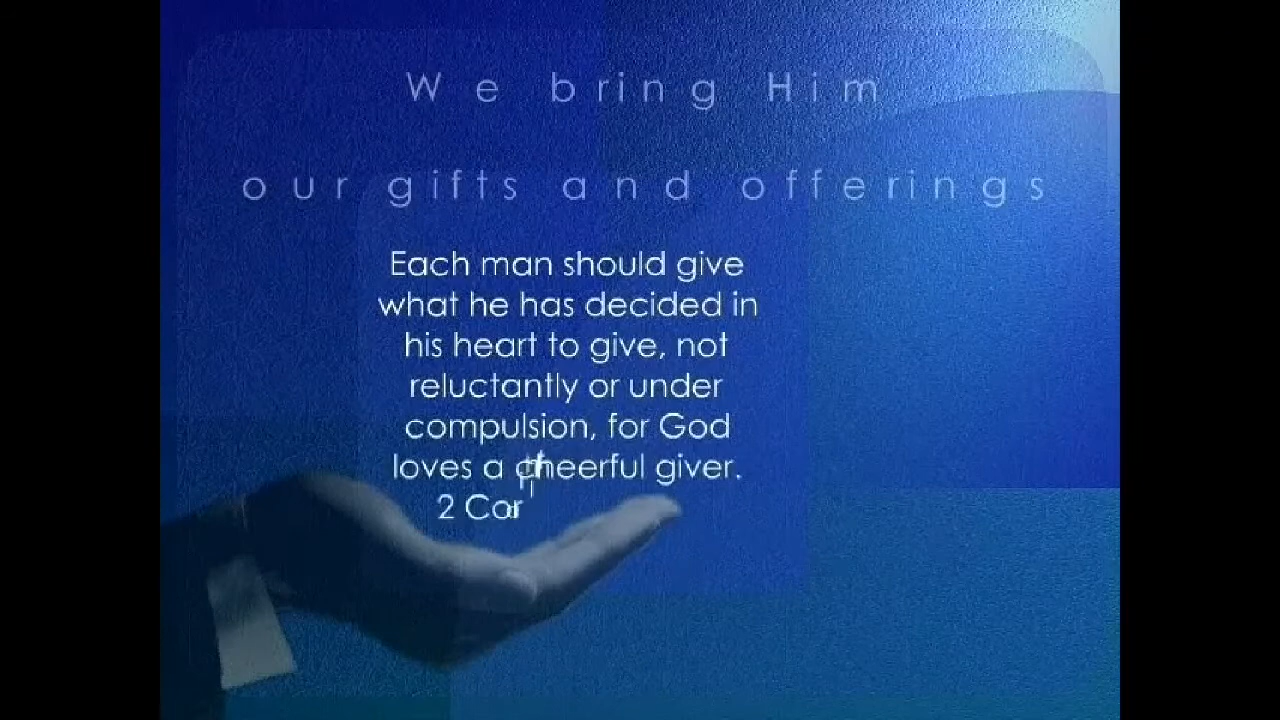 We bring Him
our gifts and offerings
Each man should give
what he has decided in
his heart to give, not
reluctantly or under
compulsion, for God
loves a cheerful giver.
2 Cor